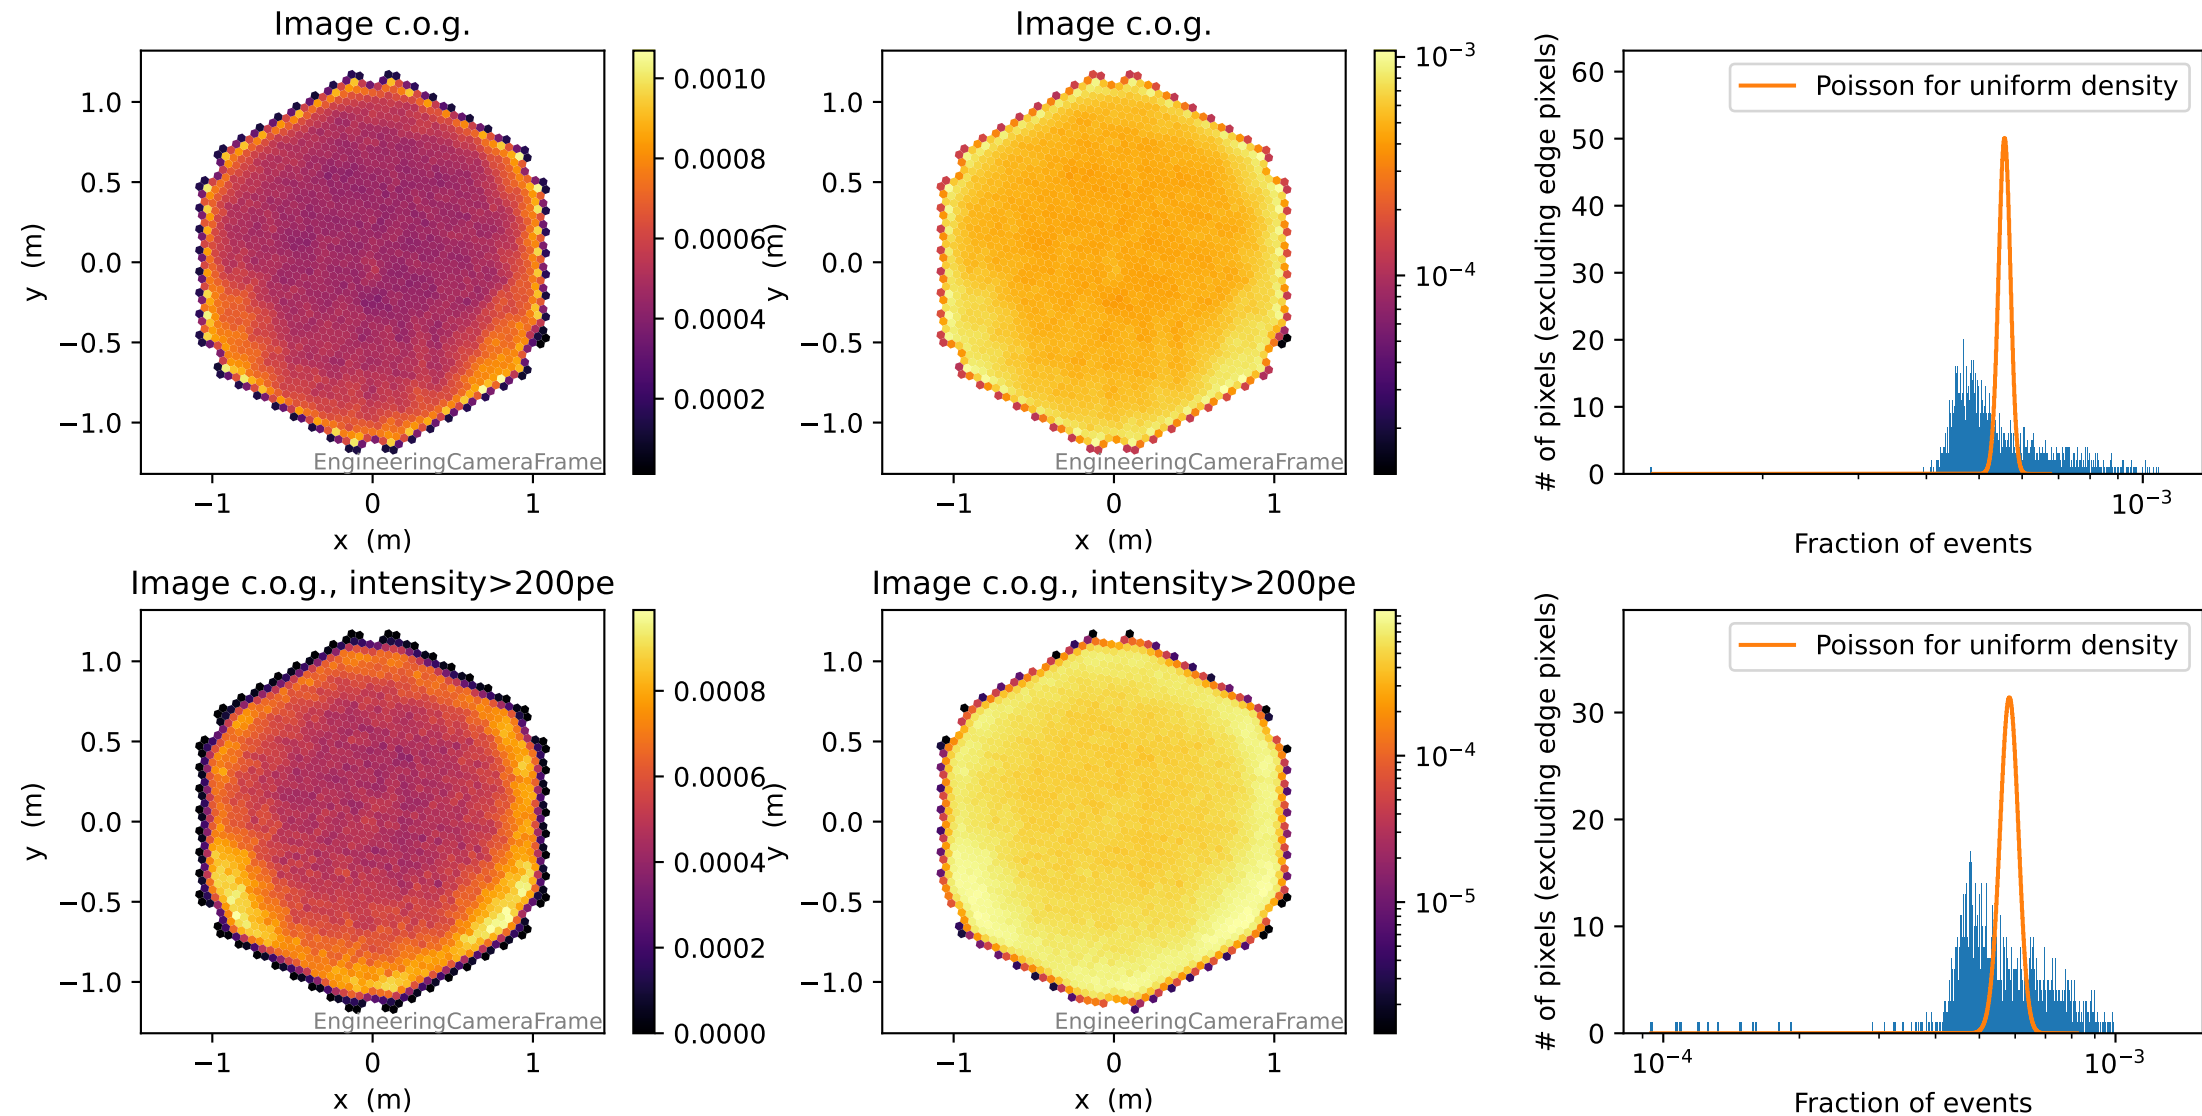 Image c.o.g.
1.0
0.5
0.0
−0.5
−1.0
y (m)
−1
0
1
x (m)
EngineeringCameraFrame
0.0010
0.0008
0.0006
0.0004
0.0002
Image c.o.g.
1.0
0.5
0.0
−0.5
−1.0
y (m)
−1
0
1
x (m)
EngineeringCameraFrame
10−3
10−4
# of pixels (excluding edge pixels)
60
50
40
30
20
10
0
Poisson for uniform density
10−3
Fraction of events
Image c.o.g., intensity>200pe
1.0
0.5
0.0
−0.5
−1.0
y (m)
−1
0
1
x (m)
EngineeringCameraFrame
0.0008
0.0006
0.0004
0.0002
0.0000
Image c.o.g., intensity>200pe
1.0
0.5
0.0
−0.5
−1.0
y (m)
−1
0
1
x (m)
EngineeringCameraFrame
10−4
10−5
# of pixels (excluding edge pixels)
30
20
10
0
Poisson for uniform density
10−4
10−3
Fraction of events